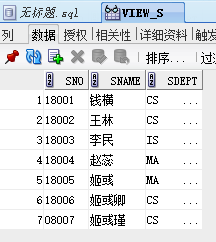 无标题.sql VIEW_S
列 数据 授权 相关性 详细资料 触发
排序... 过
SNO SNAME SDEPT
1 18001 钱横 CS ...
2 18002 王林 CS ...
3 18003 李民 IS ...
4 18004 赵蕊 MA ...
5 18005 姬彧 MA ...
6 18006 姬彧卿 CS ...
7 08007 姬彧瑾 CS ...